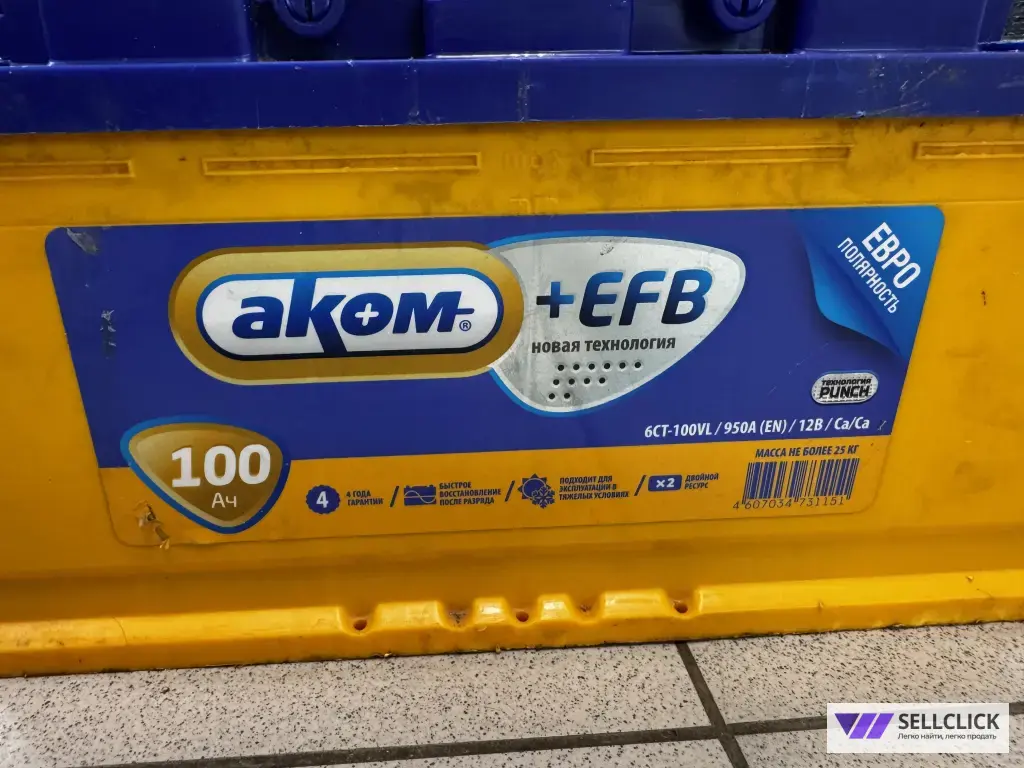 аком®
+EFB
новая технология
ЕВРО
ПОЛЯРНОСТЬ
ТЕХНОЛОГИЯ
PUNCH
6СТ-100VL / 950А (EN) / 12В / Ca/Ca
МАССА НЕ БОЛЕЕ 25 КГ
100
Ач
4
4 ГОДА
ГАРАНТИИ
БЫСТРОЕ
ВОССТАНОВЛЕНИЕ
ПОСЛЕ РАЗРЯДА
ПОДХОДИТ ДЛЯ
ЭКСПЛУАТАЦИИ В
ТЯЖЕЛЫХ УСЛОВИЯХ
x2
ДВОЙНОЙ
РЕСУРС
4 607034 731151
SELLCLICK
Легко найти, легко продать